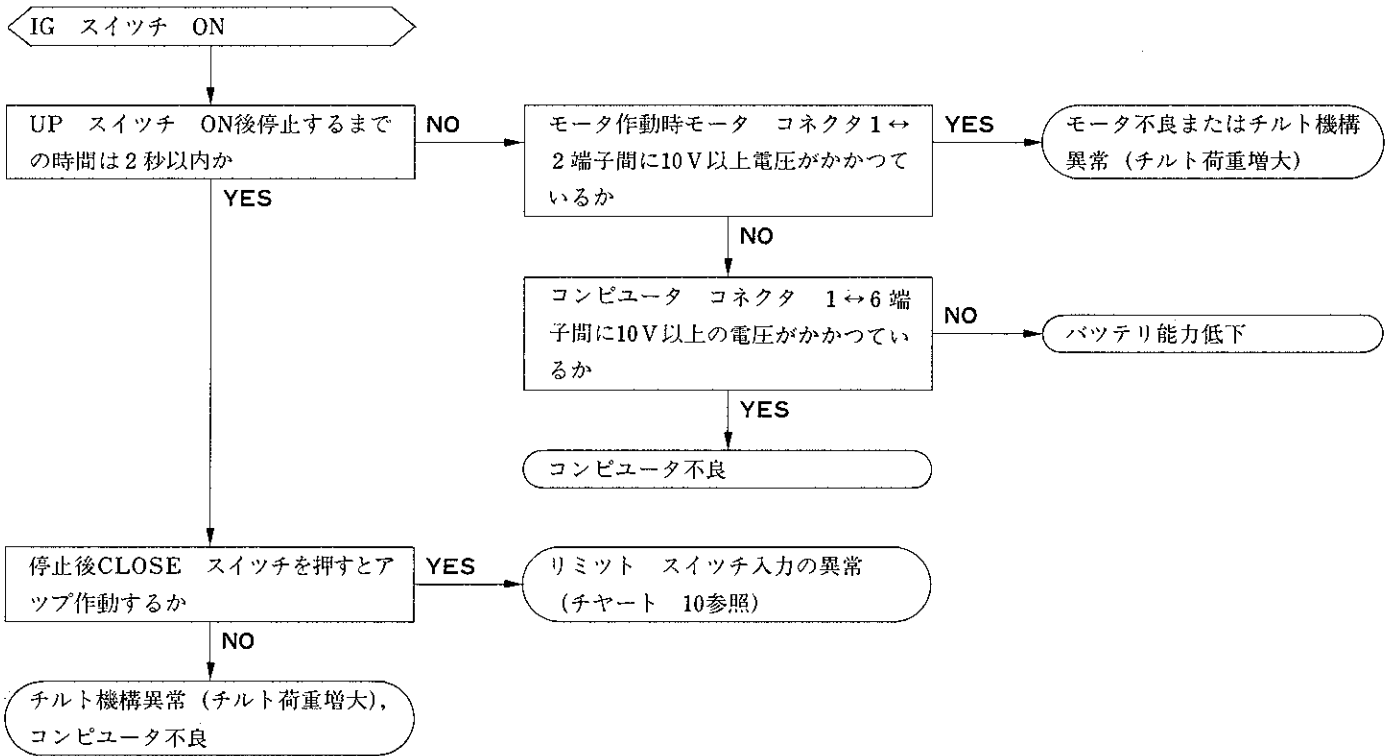 IG スイッチ ON
UP スイッチ ON後停止するまで
の時間は2秒以内か
NO
YES
モータ作動時モータ コネクタ1↔
2端子間に10V以上電圧がかかつて
いるか
YES
NO
モータ不良またはチルト機構
異常(チルト荷重増大)
コンピユータ コネクタ 1↔6端
子間に10V以上の電圧がかかつてい
るか
NO
YES
バツテリ能力低下
コンピユータ不良
停止後CLOSE スイツチを押すとア
ツプ作動するか
YES
NO
リミツト スイツチ入力の異常
(チヤート 10参照)
チルト機構異常(チルト荷重増大),
コンピユータ不良